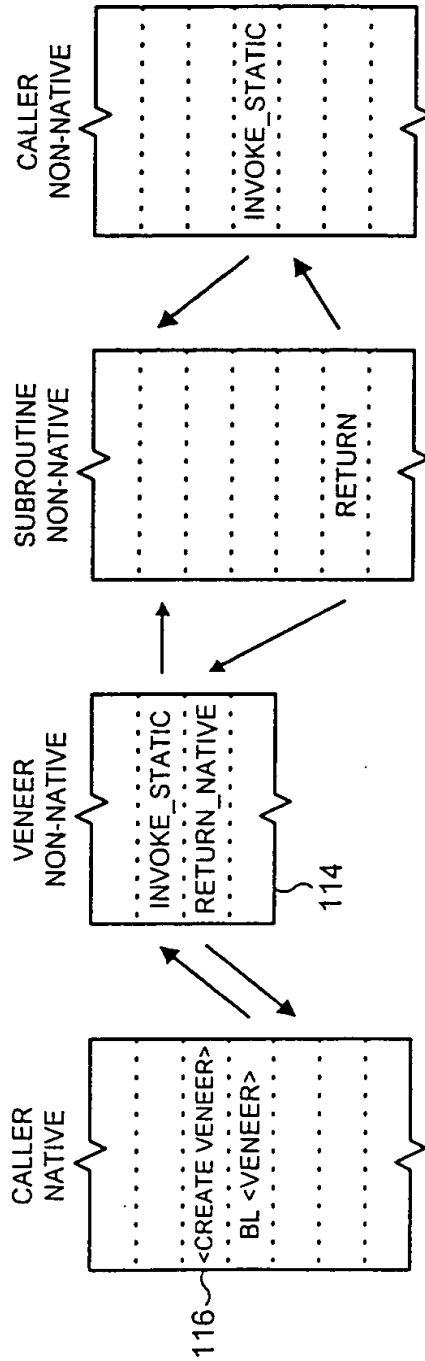 CALLER
NATIVE
<CREATE VENEER>
BL <VENEER>
116
VENEER
NON-NATIVE
INVOKE_STATIC
RETURN_NATIVE
114
SUBROUTINE
NON-NATIVE
RETURN
CALLER
NON-NATIVE
INVOKE_STATIC